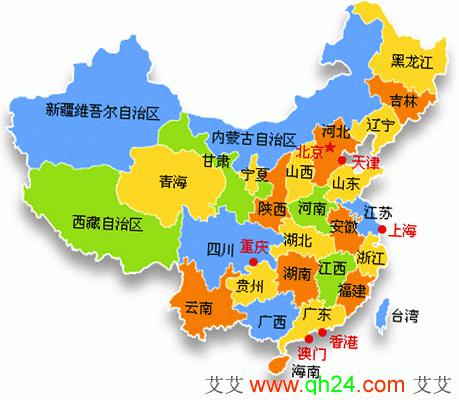 黑龙江
吉林
新疆维吾尔自治区
内蒙古自治区
辽宁
河北
北京
天津
甘肃
宁夏
山西
山东
青海
陕西
河南
江苏
西藏自治区
安徽
上海
四川
重庆
湖北
浙江
湖南
江西
贵州
福建
云南
广西
广东
台湾
香港
澳门
海南
艾艾 www.qh24.com 艾艾